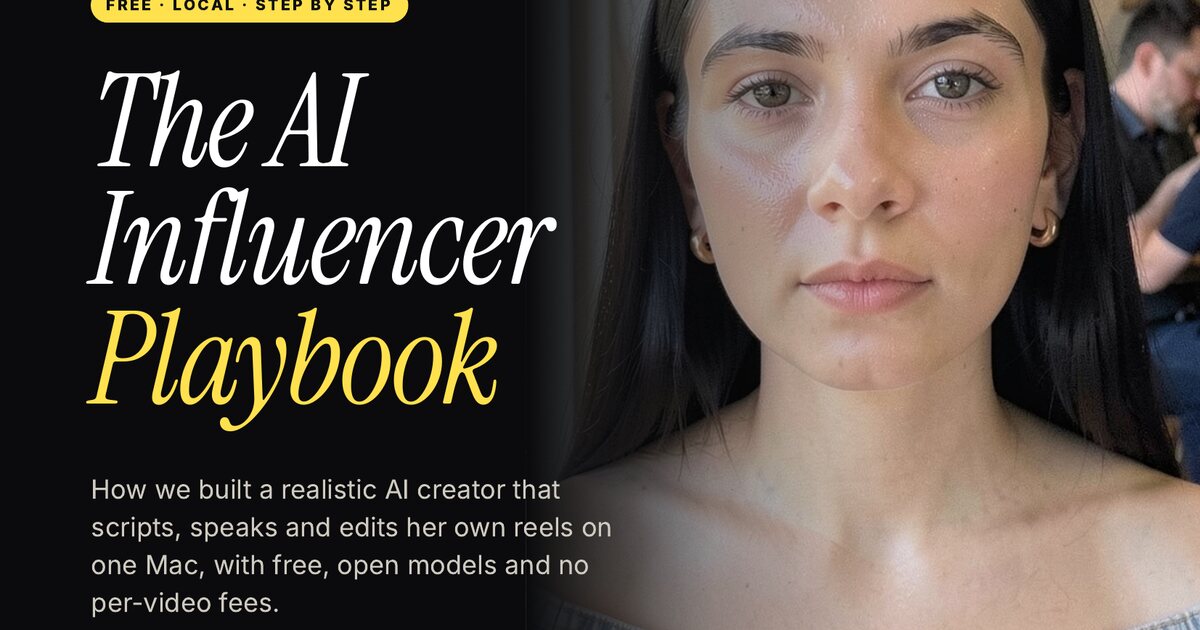 FREE · LOCAL · STEP BY STEP
The AI
Influencer
Playbook
How we built a realistic AI creator that
scripts, speaks and edits her own reels on
one Mac, with free, open models and no
per-video fees.